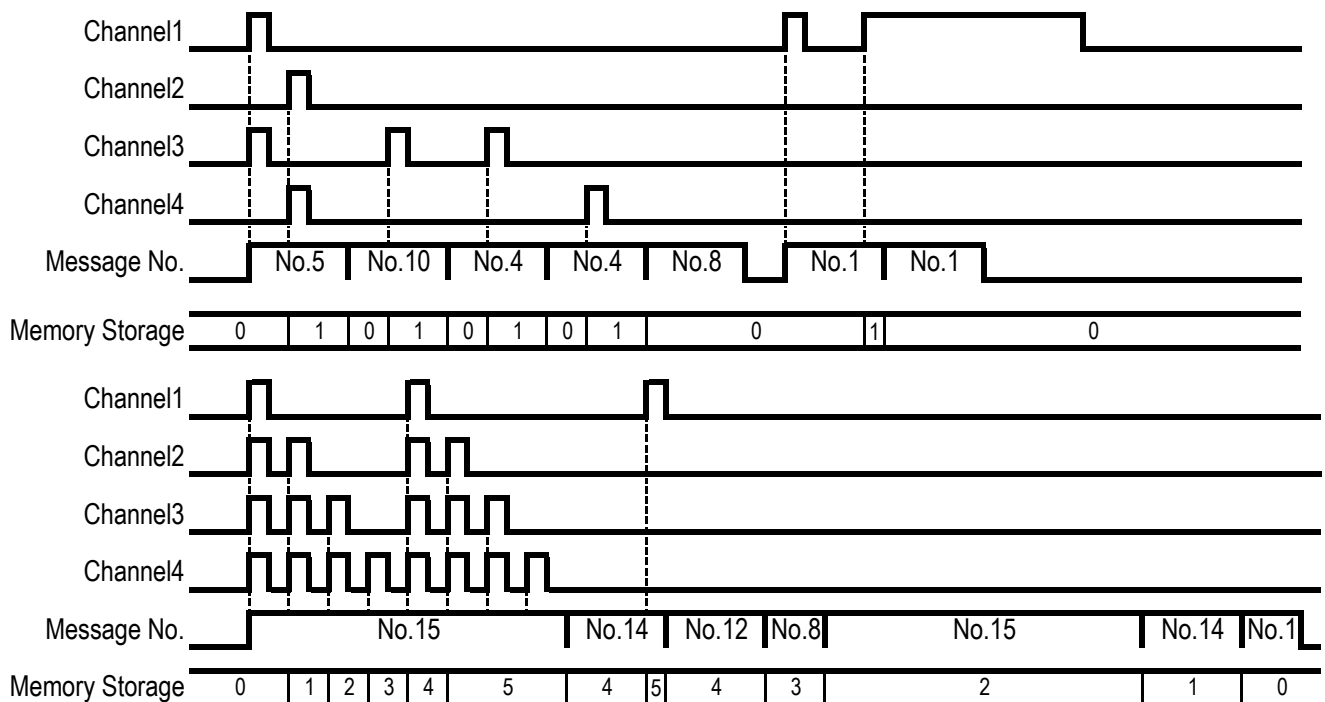 Channel1
Channel2
Channel3
Channel4
Message No. No.5 No.10 No.4 No.4 No.8 No.1 No.1
Memory Storage 0 1 0 1 0 1 0 1 0 1 0
Channel1
Channel2
Channel3
Channel4
Message No. No.15 No.14 No.12 No.8 No.15 No.14 No.1
Memory Storage 0 1 2 3 4 5 4 5 4 3 2 1 0